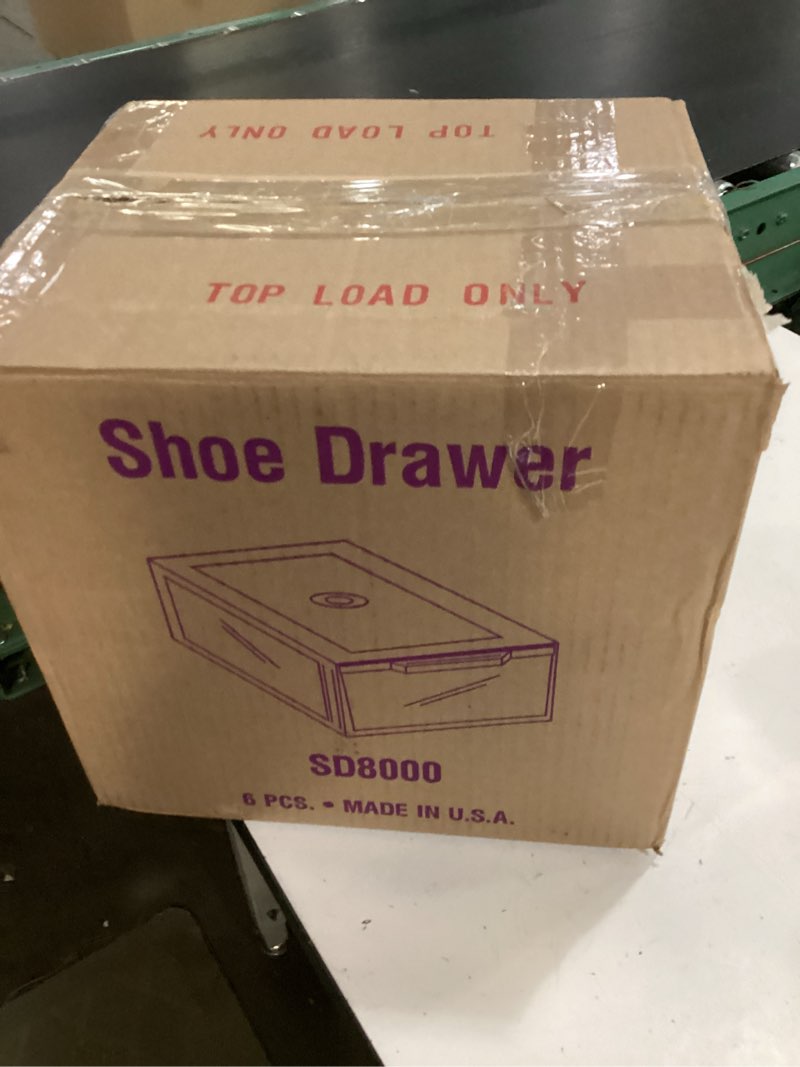 TOP LOAD ONLY
TOP LOAD ONLY
Shoe Drawer
SD8000
6 PCS. • MADE IN U.S.A.